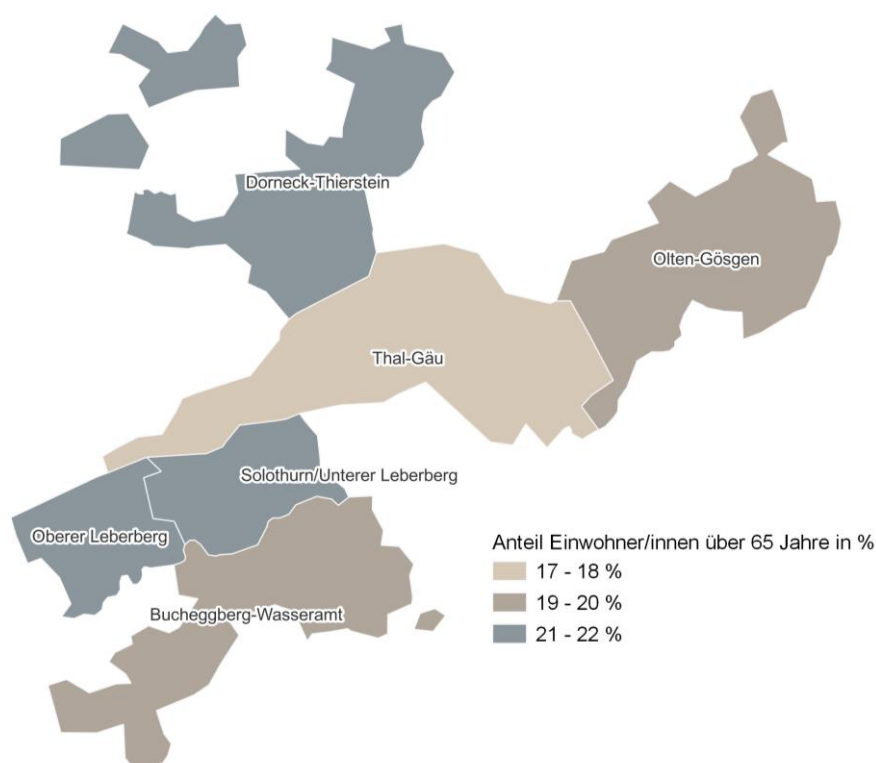 Dorneck-Thierstein
Olten-Gösgen
Thal-Gäu
Solothurn/Unterer Leberberg
Oberer Leberberg
Bucheggberg-Wasseramt
Anteil Einwohner/innen über 65 Jahre in %
17 - 18 %
19 - 20 %
21 - 22 %